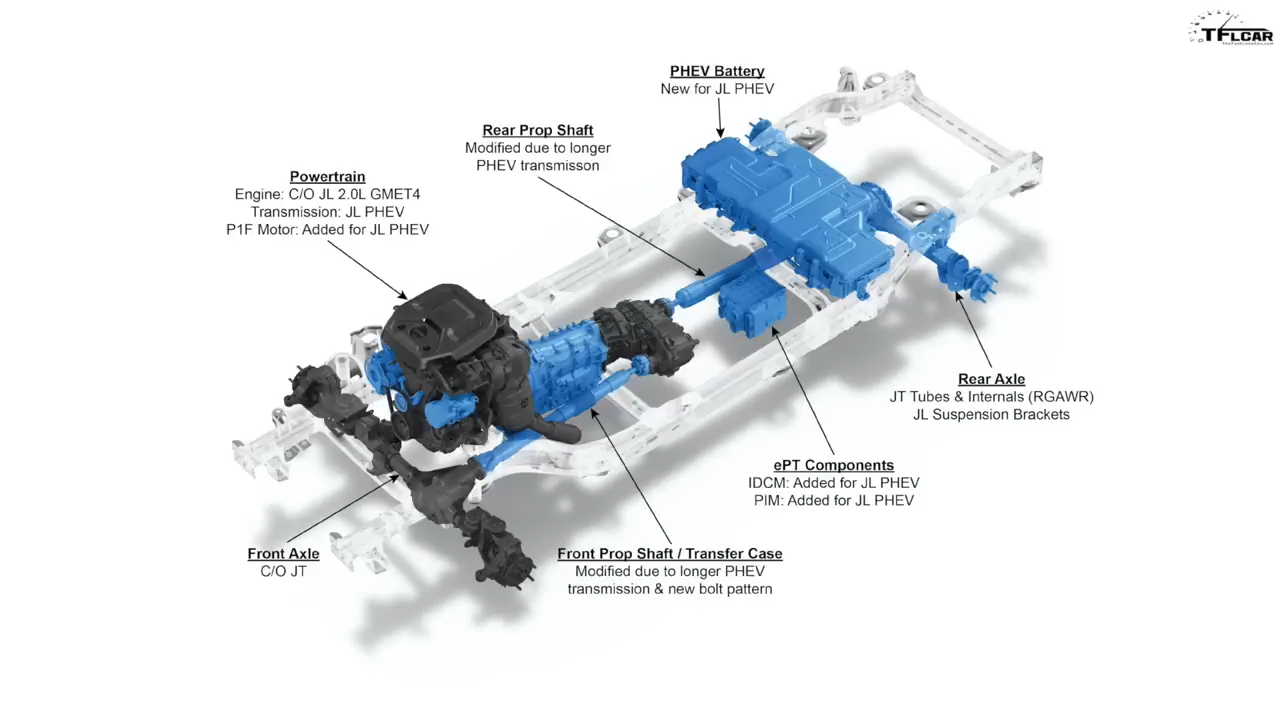 TFLCAR
PHEV Battery
New for JL PHEV
Rear Prop Shaft
Modified due to longer
PHEV transmisson
Powertrain
Engine: C/O JL 2.0L GMET4
Transmission: JL PHEV
P1F Motor: Added for JL PHEV
Rear Axle
JT Tubes & Internals (RGAWR)
JL Suspension Brackets
ePT Components
IDCM: Added for JL PHEV
PIM: Added for JL PHEV
Front Axle
C/O JT
Front Prop Shaft / Transfer Case
Modified due to longer PHEV
transmission & new bolt pattern